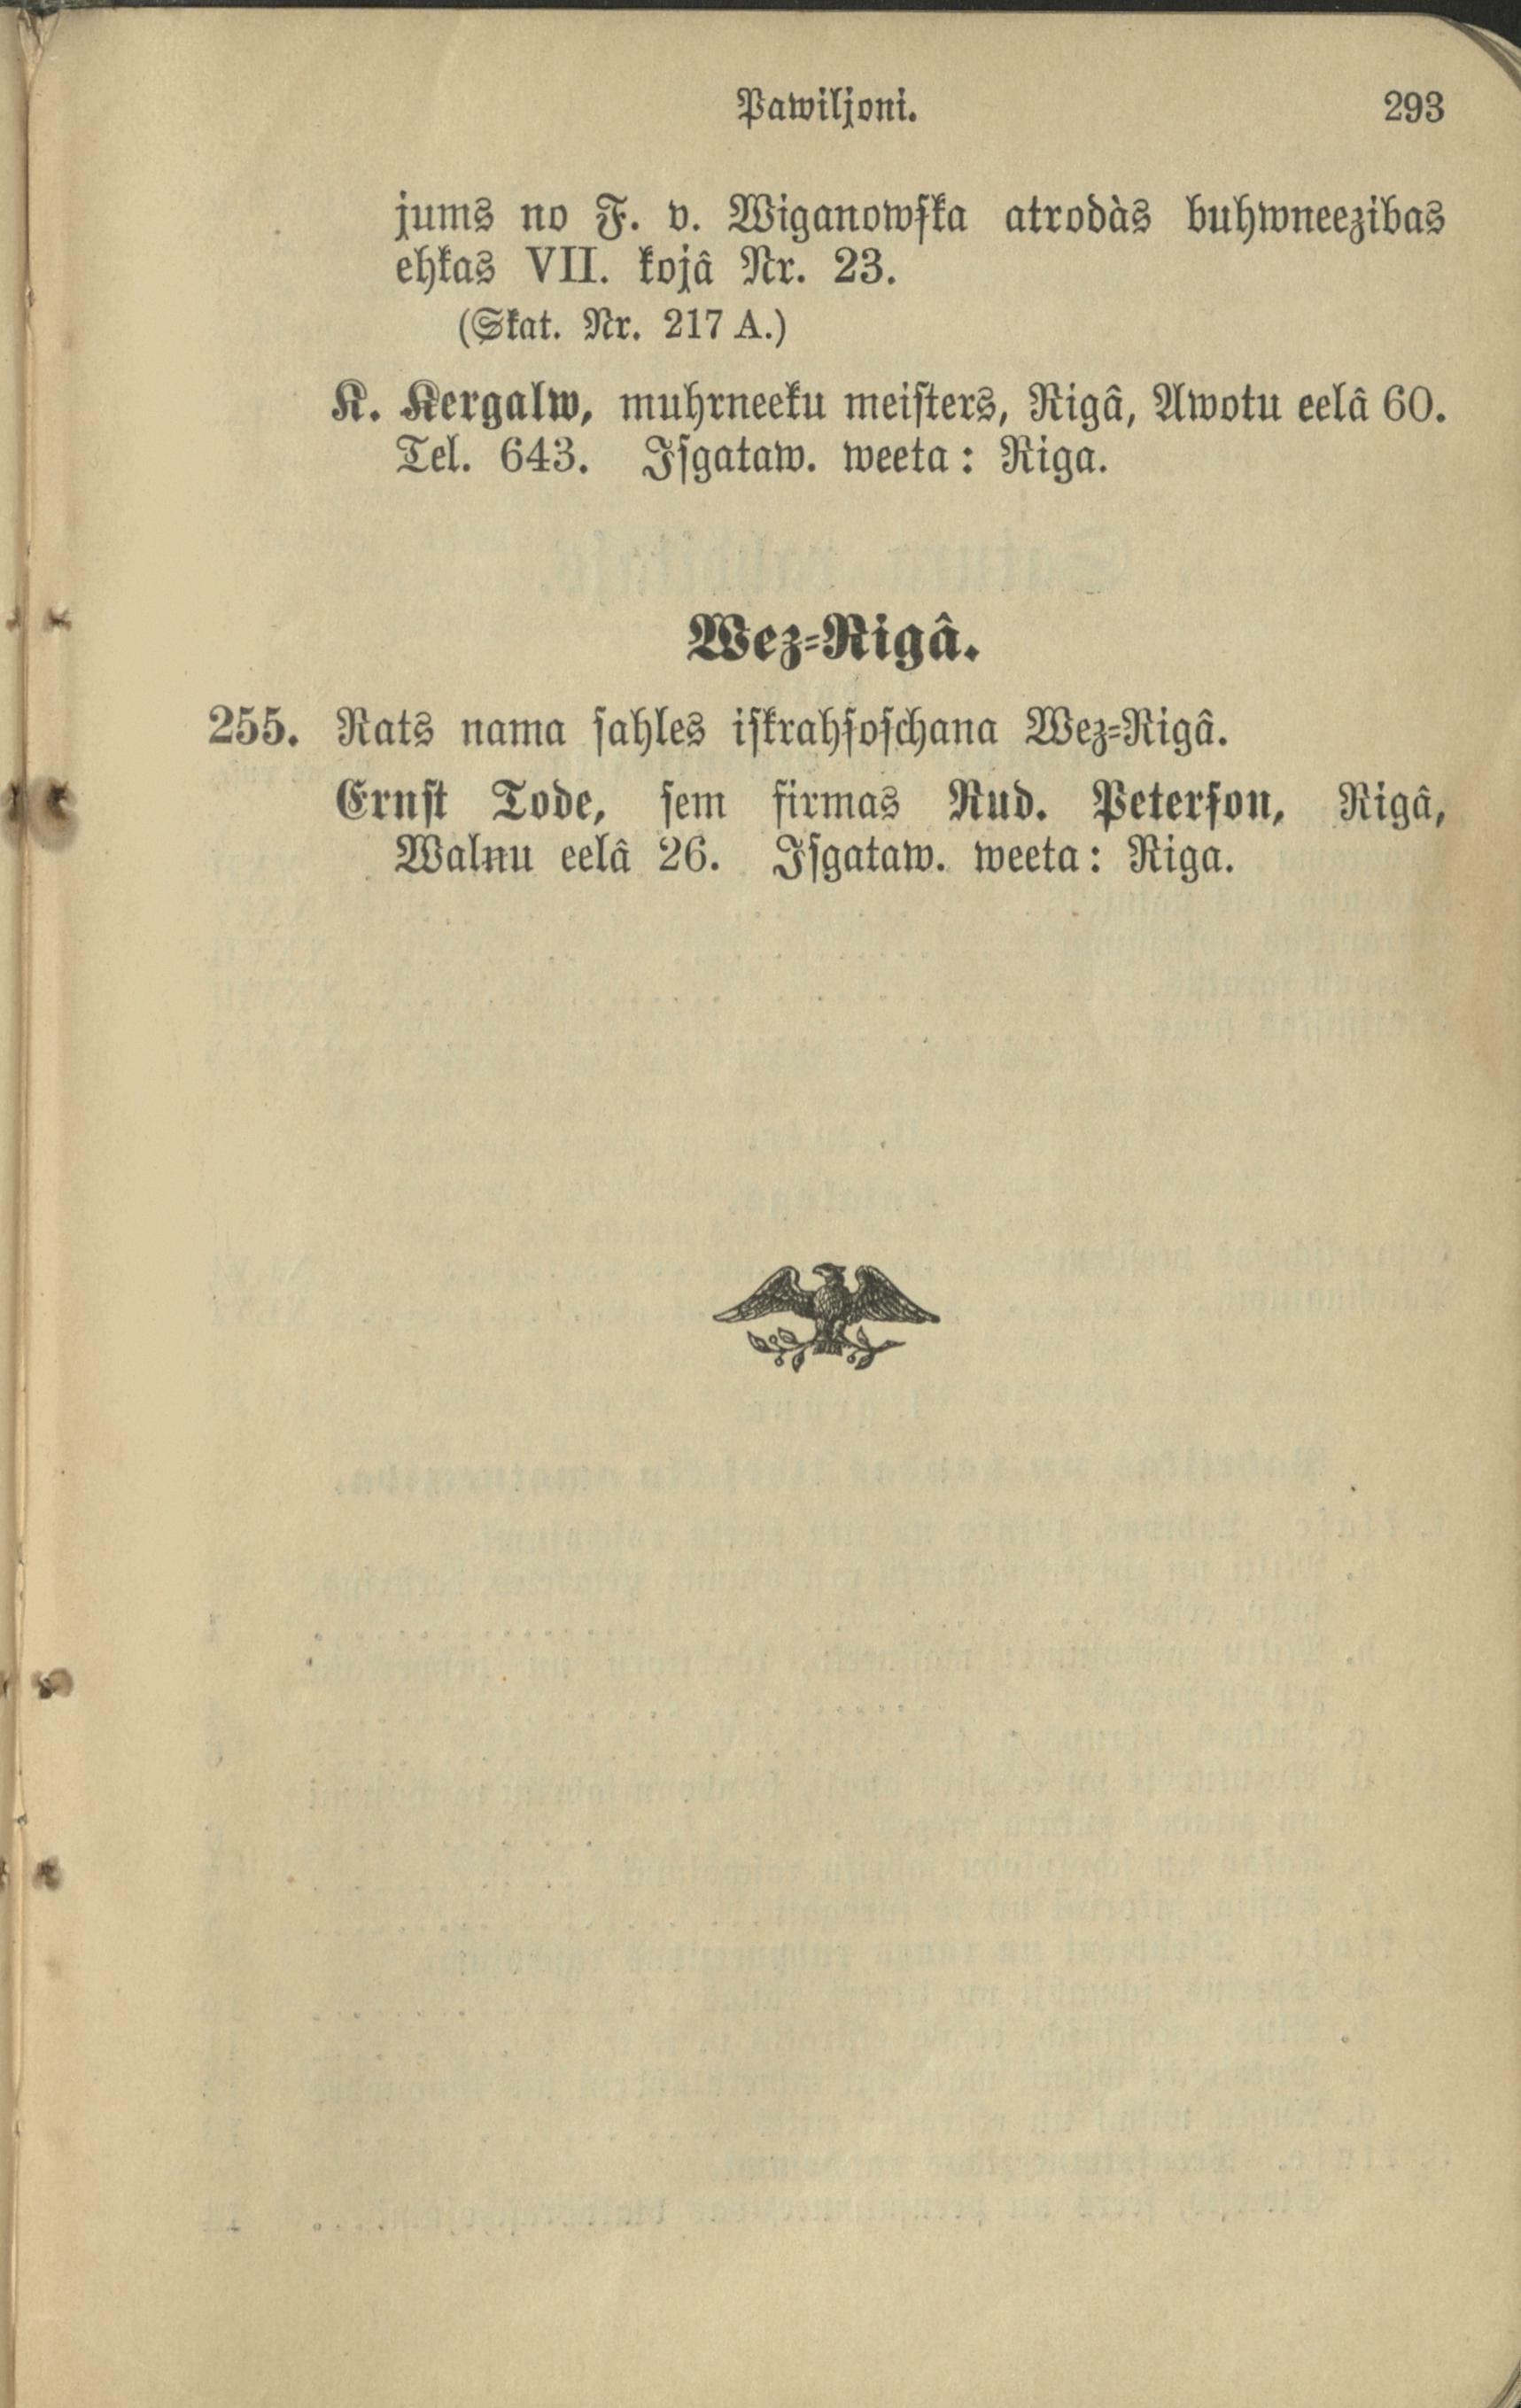 Pawiljoni. 293
jums no F. v. Wiganowſka atrodàs buhwneezibas
ehkas VII. kojâ Nr. 23.
(Skat. Nr. 217 A.)
K. Kergalw, muhrneeku meiſters, Rigâ, Awotu eelâ 60.
Tel. 643. Iſgataw. weeta: Riga.
Wez-Rigâ.
255. Rats nama ſahles iſkrahſoſchana Wez-Rigâ.
Ernſt Tode, ſem firmas Rud. Peterſon, Rigâ,
Walnu eelâ 26. Iſgataw. weeta: Riga.